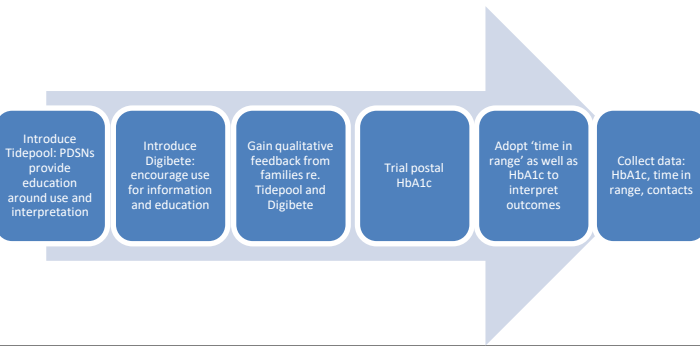 Introduce
Tidepool: PDSNs
provide
education
around use and
interpretation
Introduce
Digibete:
encourage use
for information
and education
Gain qualitative
feedback from
families re.
Tidepool and
Digibete
Trial postal
HbA1c
Adopt ‘time in
range’ as well as
HbA1c to
interpret
outcomes
Collect data:
HbA1c, time in
range, contacts